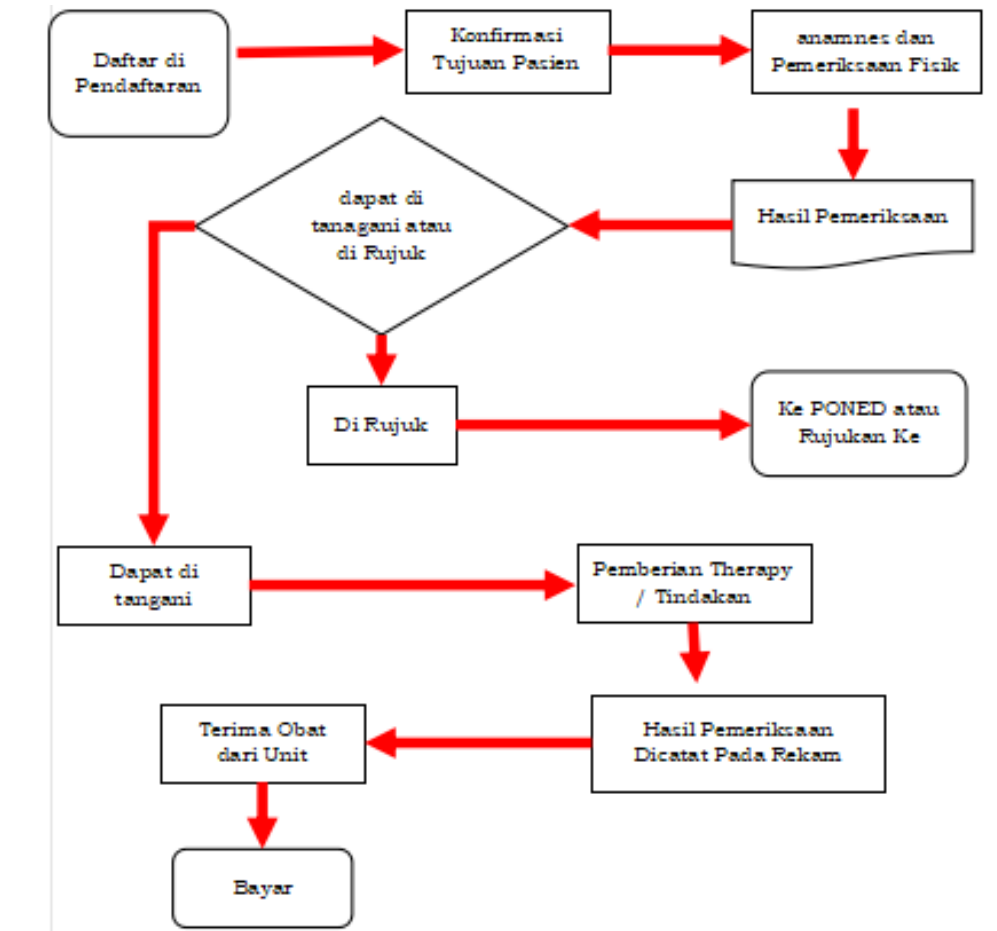 Daftar di
Pendaftaran
Konfirmasi
Tujuan Pasien
anamnes dan
Pemeriksaan Fisik
Hasil Pemeriksaan
dapat di
tanagani atau
di Rujuk
Di Rujuk
Ke PONED atau
Rujukan Ke
Dapat di
tangani
Pemberian Therapy
/ Tindakan
Hasil Pemeriksaan
Dicatat Pada Rekam
Terima Obat
dari Unit
Bayar